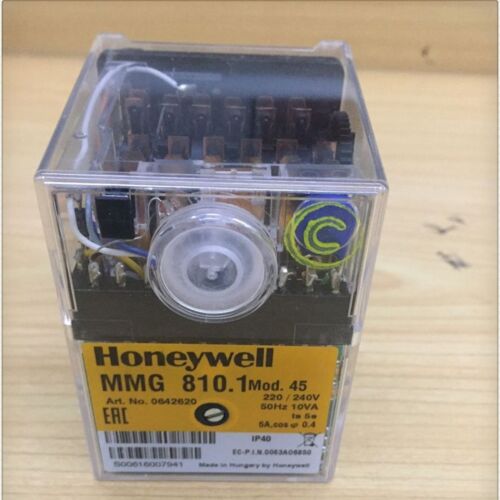 C
Honeywell
MMG 810.1 Mod. 45
Art. No. 0642620
220 / 240V
50Hz 10VA
ts 5s
5A,cos φ 0.4
EAC
IP40
EC-P.I.N.0063AO6850
S00616007941
Made in Hungary by Honeywell